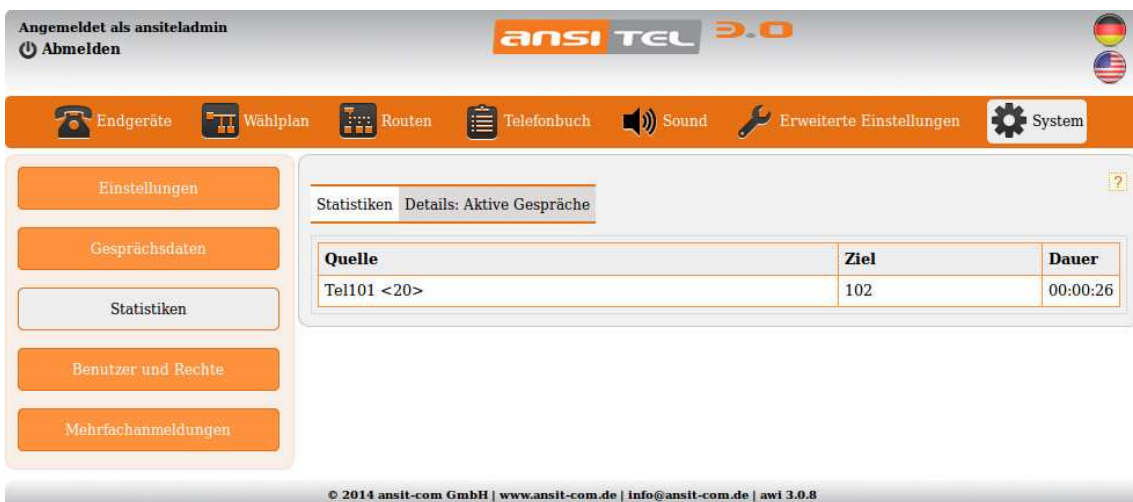 Angemeldet als ansiteladmin
Abmelden
ansi TEL 3.0
Endgeräte Wählplan Routen Telefonbuch Sound Erweiterte Einstellungen System
Einstellungen
Gesprächsdaten
Statistiken
Benutzer und Rechte
Mehrfachanmeldungen
?
Statistiken Details: Aktive Gespräche
Quelle Ziel Dauer
Tel101 <20> 102 00:00:26
© 2014 ansit-com GmbH | www.ansit-com.de | info@ansit-com.de | awi 3.0.8